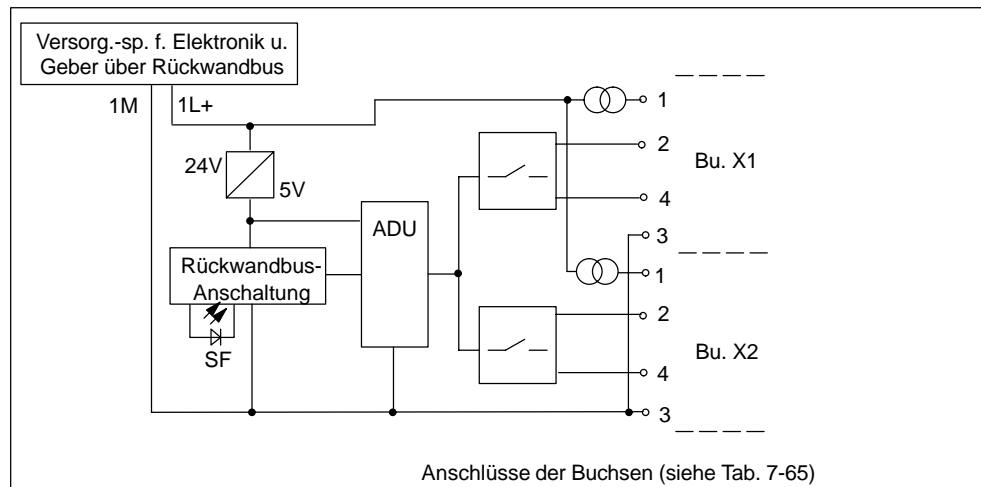 Versorg.-sp. f. Elektronik u.
Geber über Rückwandbus
1M
1L+
1
2
Bu. X1
24V
5V
4
ADU
3
Rückwandbus-
Anschaltung
1
2
SF
Bu. X2
4
3
Anschlüsse der Buchsen (siehe Tab. 7-65)